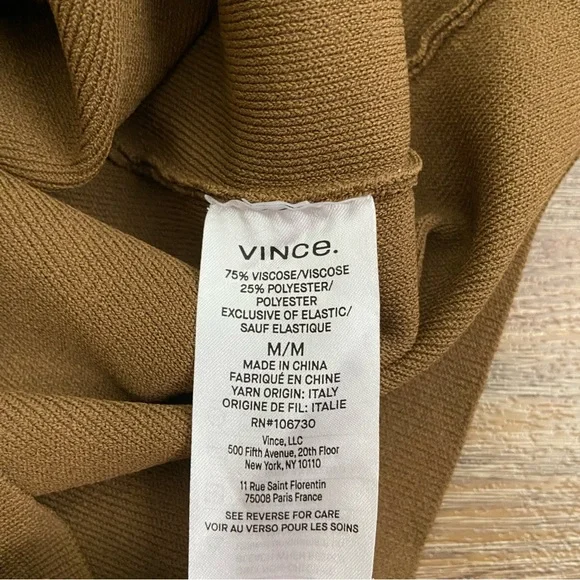 VINCE.
75% VISCOSE/VISCOSE
25% POLYESTER/
POLYESTER
EXCLUSIVE OF ELASTIC/
SAUF ELASTIQUE
M/M
MADE IN CHINA
FABRIQUÉ EN CHINE
YARN ORIGIN: ITALY
ORIGINE DE FIL: ITALIE
RN#106730
Vince, LLC
500 Fifth Avenue, 20th Floor
New York, NY 10110
11 Rue Saint Florentin
75008 Paris France
SEE REVERSE FOR CARE
VOIR AU VERSO POUR LES SOINS